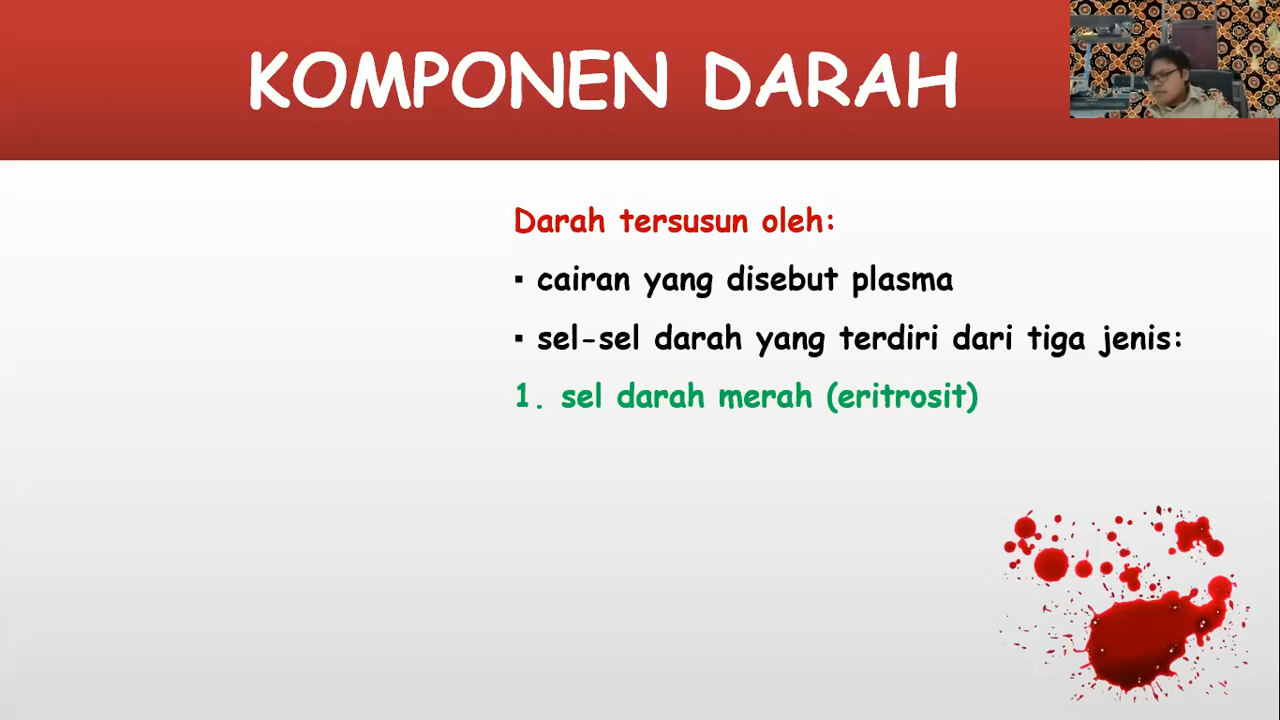 KOMPONEN DARAH
Darah tersusun oleh:
▪ cairan yang disebut plasma
▪ sel-sel darah yang terdiri dari tiga jenis:
1. sel darah merah (eritrosit)